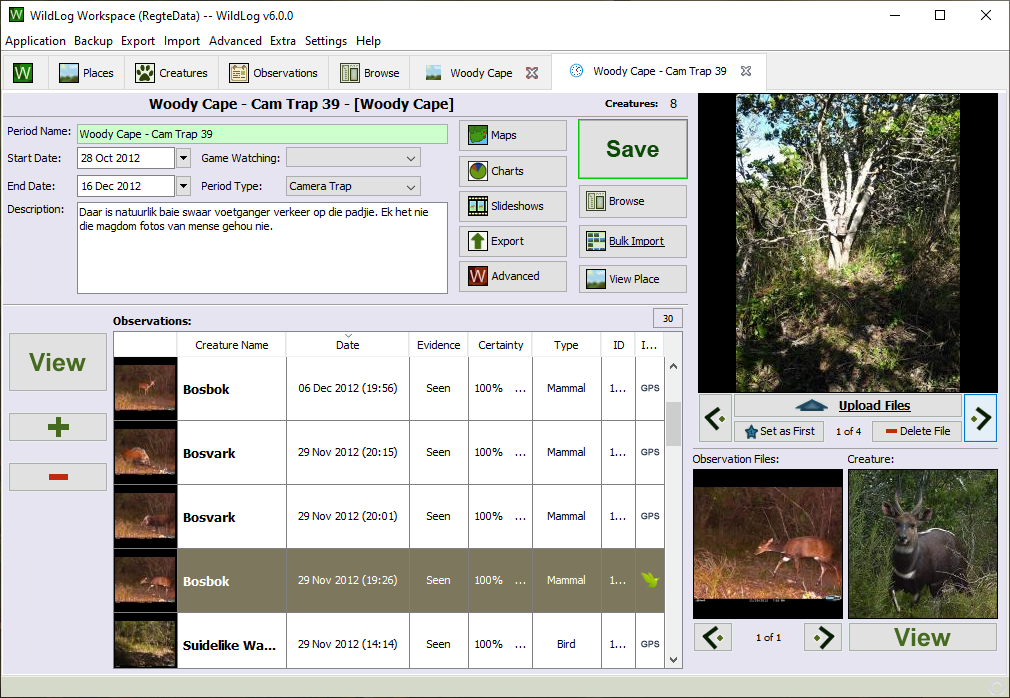 WildLog Workspace (RegteData) -- WildLog v6.0.0
Application Backup Export Import Advanced Extra Settings Help
W Places Creatures Observations Browse Woody Cape Woody Cape - Cam Trap 39
Woody Cape - Cam Trap 39 - [Woody Cape]
Creatures: 8
Period Name: Woody Cape - Cam Trap 39
Start Date: 28 Oct 2012 Game Watching:
End Date: 16 Dec 2012 Period Type: Camera Trap
Description: Daar is natuurlik baie swaar voetganger verkeer op die padjie. Ek het nie
die magdom fotos van mense gehou nie.
Maps
Charts
Slideshows
Export
W Advanced
Save
Browse
Bulk Import
View Place
Observations: 30
View
Creature Name Date Evidence Certainty Type ID I...
Bosbok 06 Dec 2012 (19:56) Seen 100% ... Mammal 1... GPS
Bosvark 29 Nov 2012 (20:15) Seen 100% ... Mammal 1... GPS
Bosvark 29 Nov 2012 (20:01) Seen 100% ... Mammal 1... GPS
Bosbok 29 Nov 2012 (19:26) Seen 100% ... Mammal 1...
Suidelike Wa... 29 Nov 2012 (14:14) Seen 100% ... Bird 1... GPS
Upload Files
Set as First 1 of 4 Delete File
Observation Files: Creature:
1 of 1 View